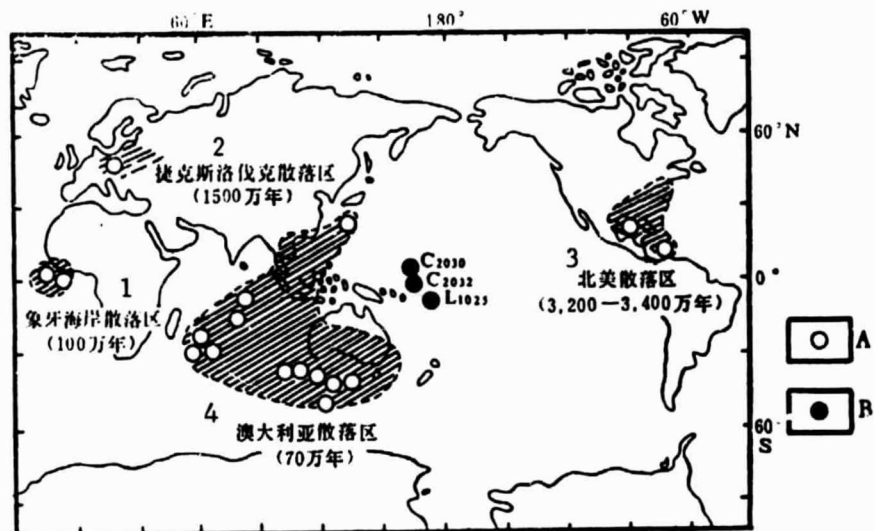 60°E 180° 60°W
60°N
2
捷克斯洛伐克散落区
(1500万年)
C2030
C2032
L1025
3
北美散落区
(3,200—3,400万年)
0°
1
象牙海岸散落区
(100万年)
A
B
4
澳大利亚散落区
(70万年)
60°
S